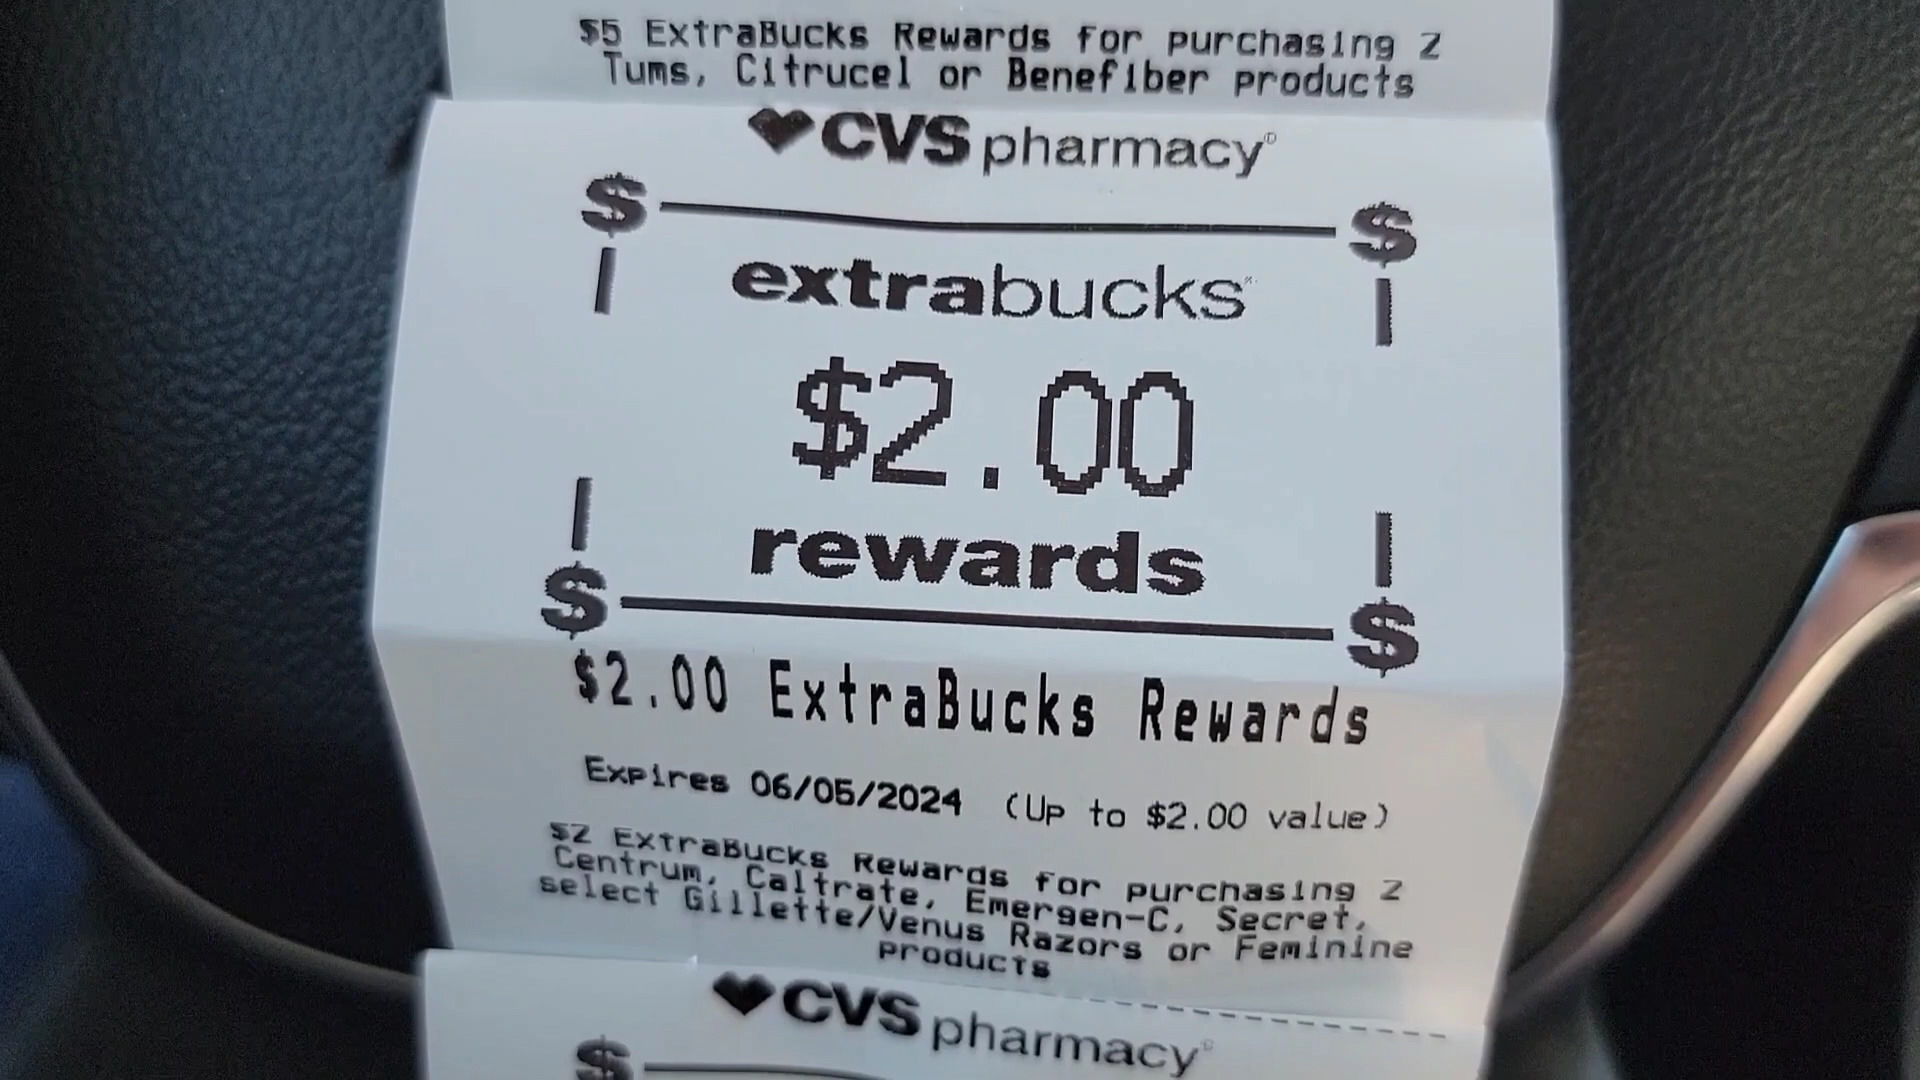 $5 ExtraBucks Rewards for purchasing 2
Tums, Citrucel or Benefiber products
CVS pharmacy®
$ $
extrabucks
$2.00
rewards
$ $
$2.00 ExtraBucks Rewards
Expires 06/05/2024 (Up to $2.00 value)
$2 ExtraBucks Rewards for purchasing 2
Centrum, Caltrate, Emergen-C, Secret,
select Gillette/Venus Razors or Feminine
products
CVS pharmacy®
$